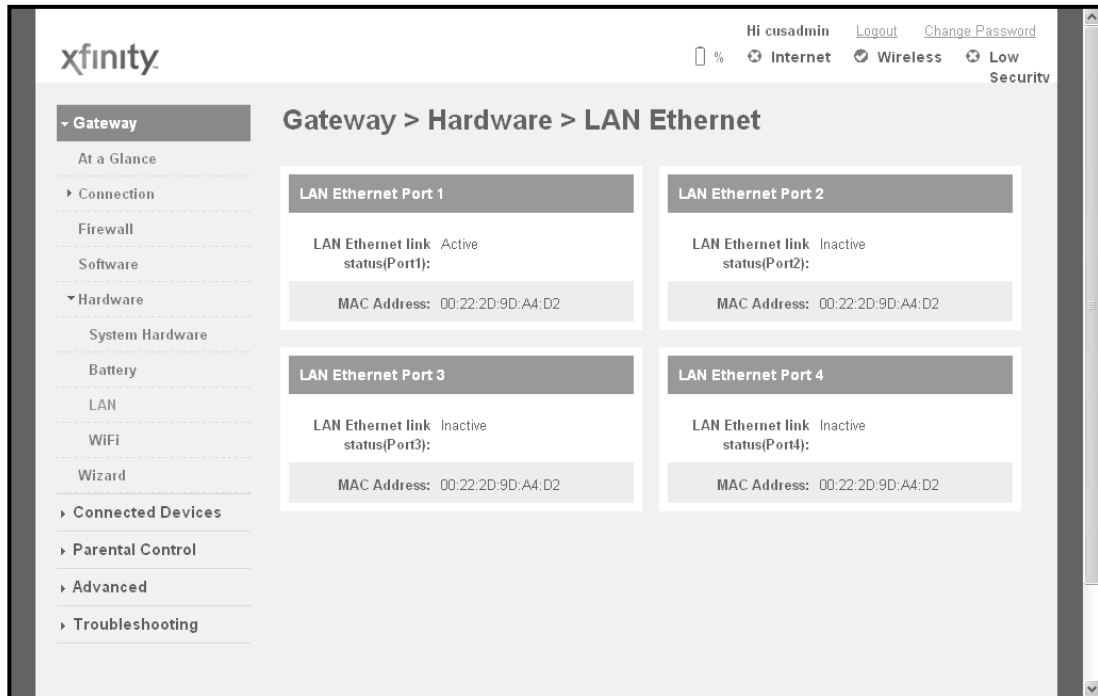 Hi cusadmin Logout Change Password
xfinity.
% Internet Wireless Low
Security
Gateway
At a Glance
Connection
Firewall
Software
Hardware
System Hardware
Battery
LAN
WiFi
Wizard
Connected Devices
Parental Control
Advanced
Troubleshooting
Gateway > Hardware > LAN Ethernet
LAN Ethernet Port 1
LAN Ethernet link Active
status(Port1):
MAC Address: 00:22:2D:9D:A4:D2
LAN Ethernet Port 2
LAN Ethernet link Inactive
status(Port2):
MAC Address: 00:22:2D:9D:A4:D2
LAN Ethernet Port 3
LAN Ethernet link Inactive
status(Port3):
MAC Address: 00:22:2D:9D:A4:D2
LAN Ethernet Port 4
LAN Ethernet link Inactive
status(Port4):
MAC Address: 00:22:2D:9D:A4:D2